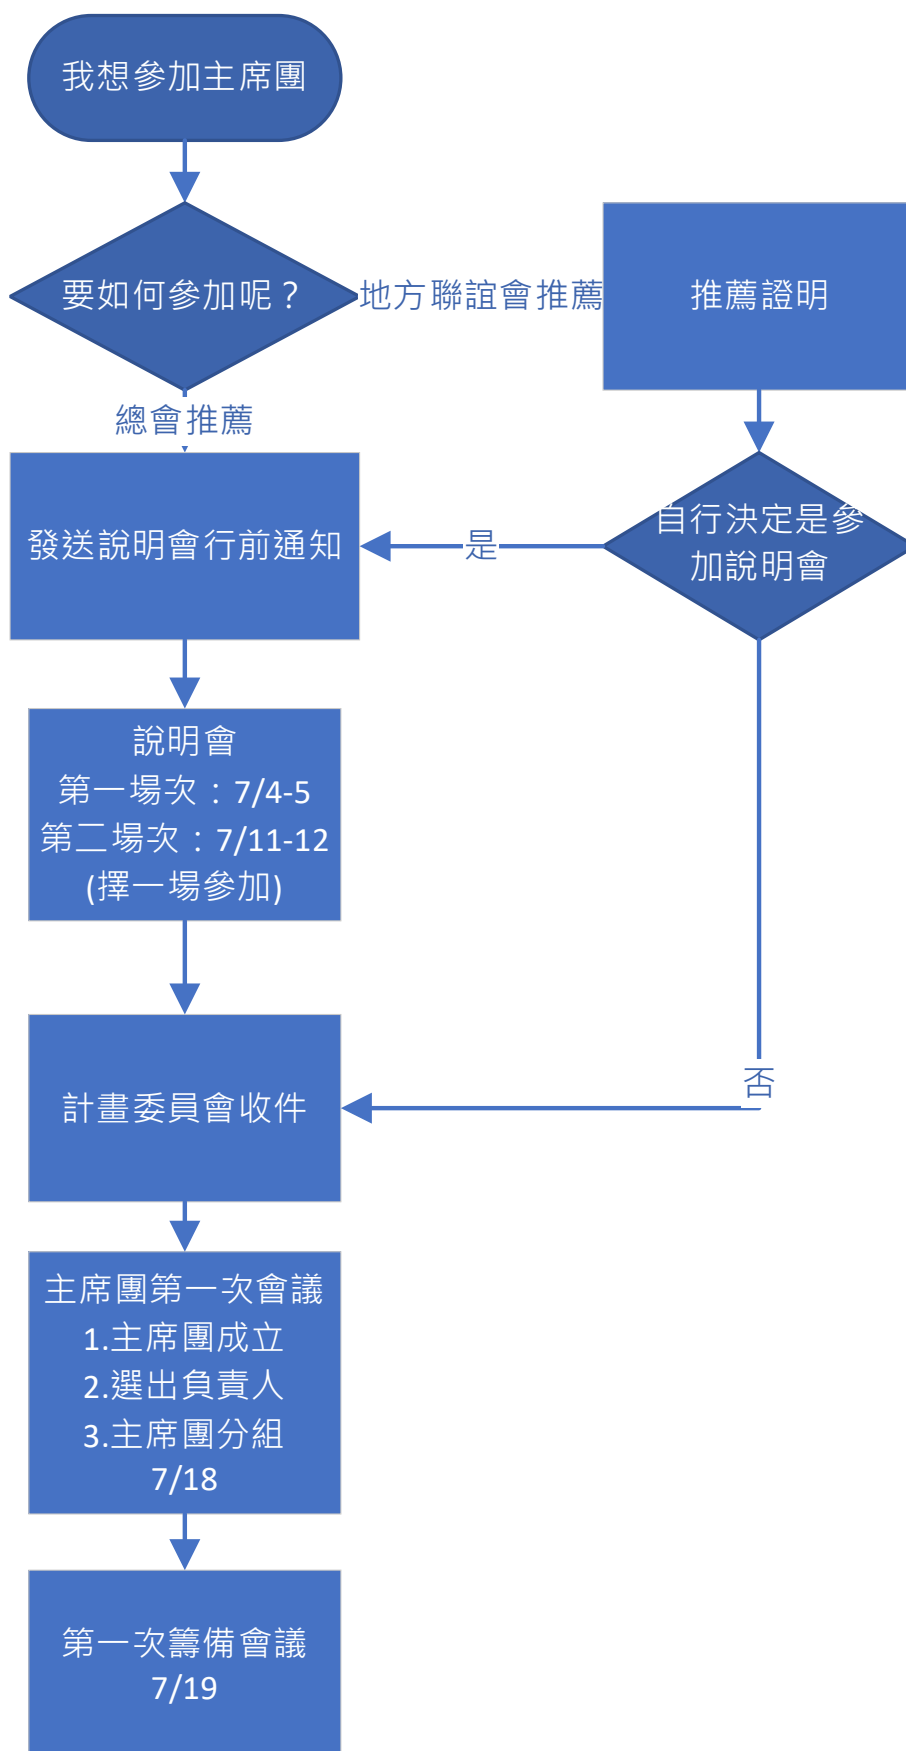 我想參加主席團
要如何參加呢？
地方聯誼會推薦
推薦證明
總會推薦
發送說明會行前通知
是
自行決定是參
加說明會
說明會
第一場次：7/4-5
第二場次：7/11-12
(擇一場參加)
計畫委員會收件
否
主席團第一次會議
1.主席團成立
2.選出負責人
3.主席團分組
7/18
第一次籌備會議
7/19